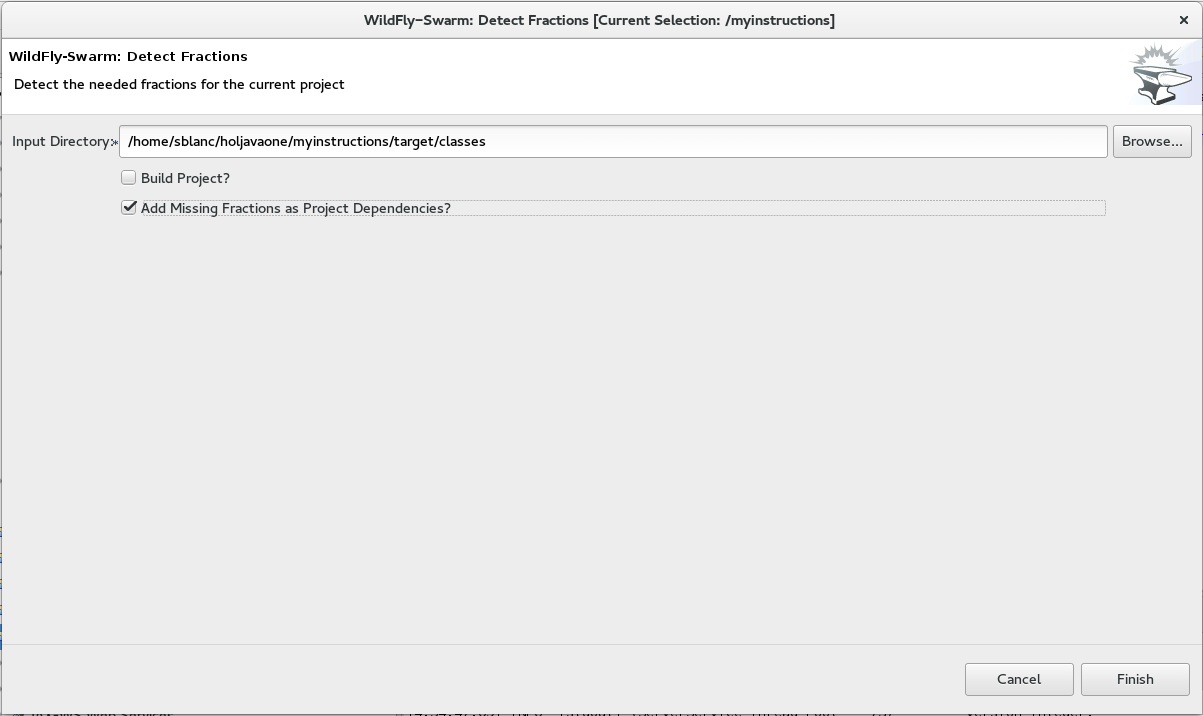 WildFly-Swarm: Detect Fractions [Current Selection: /myinstructions]
WildFly-Swarm: Detect Fractions
Detect the needed fractions for the current project
Input Directory:* /home/sblanc/holjavaone/myinstructions/target/classes Browse...
Build Project?
Add Missing Fractions as Project Dependencies?
Cancel Finish